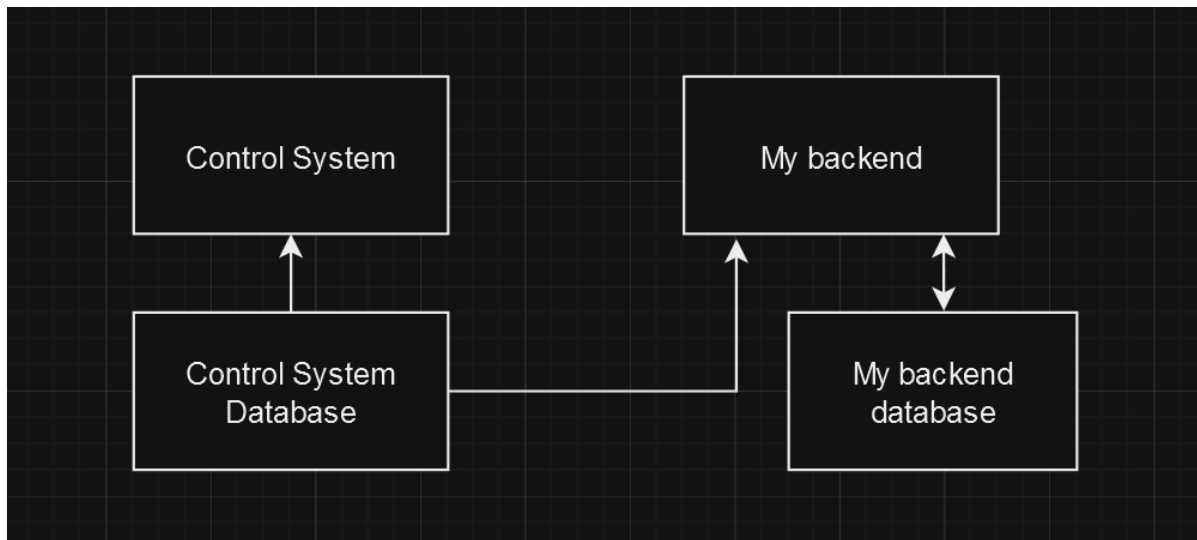 Control System
My backend
Control System
Database
My backend
database